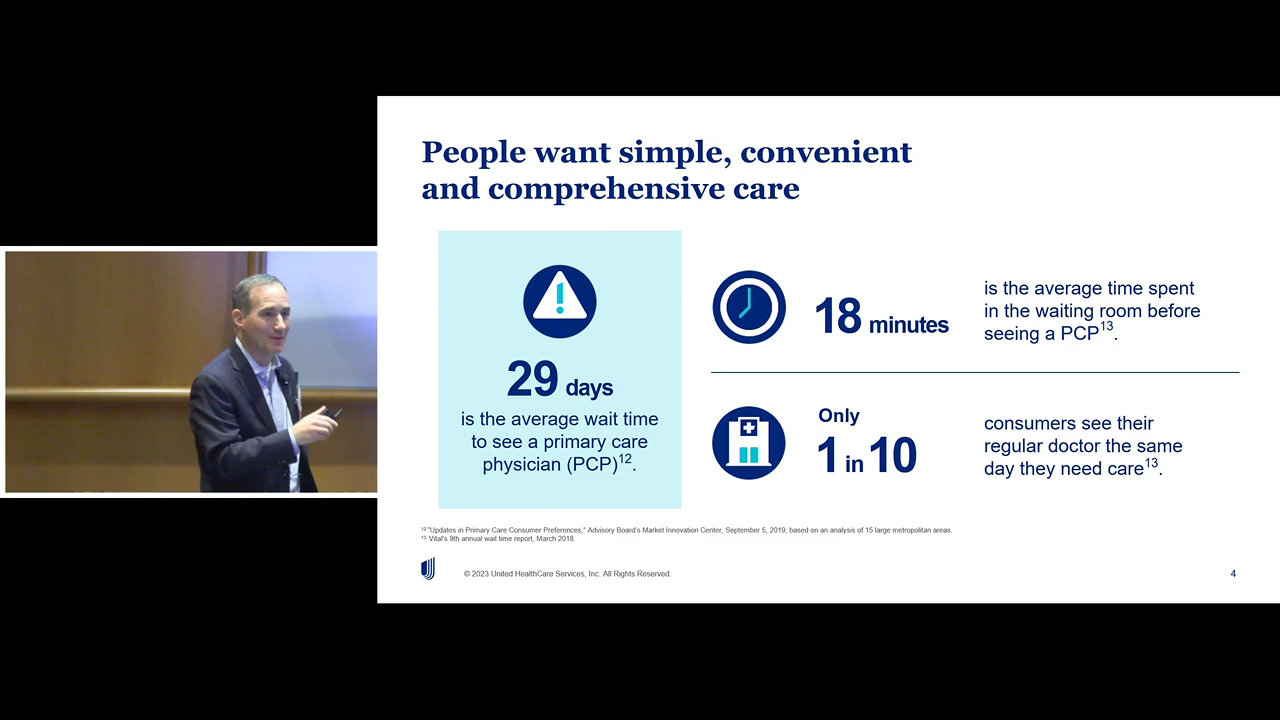 People want simple, convenient
and comprehensive care
29 days
is the average wait time
to see a primary care
physician (PCP)12.
18 minutes
is the average time spent
in the waiting room before
seeing a PCP13.
Only
1 in 10
consumers see their
regular doctor the same
day they need care13.
12 "Updates in Primary Care Consumer Preferences," Advisory Board's Market Innovation Center, September 5, 2019; based on an analysis of 15 large metropolitan areas.
13 Vital's 9th annual wait time report, March 2018.
© 2023 United HealthCare Services, Inc. All Rights Reserved.
4